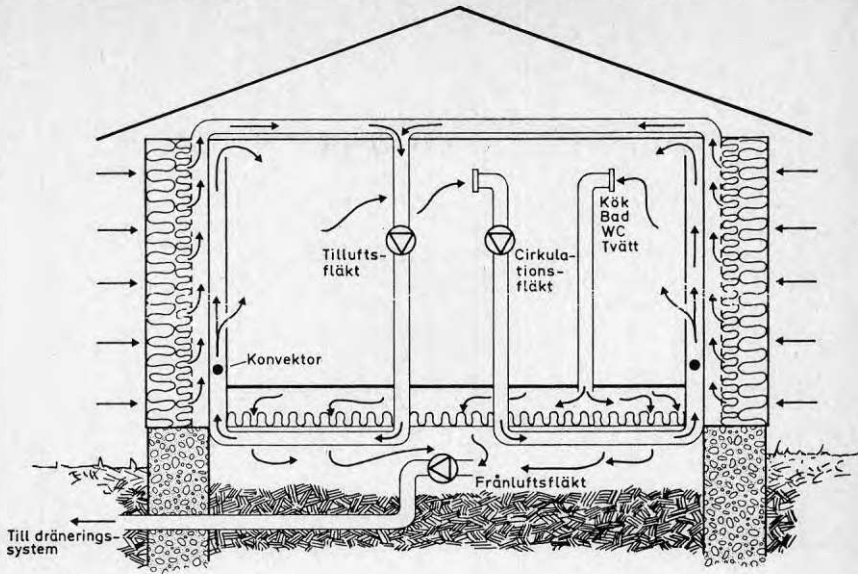 Kök
Bad
WC
Tvätt
Tillufts-
fläkt
Cirkula-
tions-
fläkt
Konvektor
Frånluftsfläkt
Till dränerings-
system